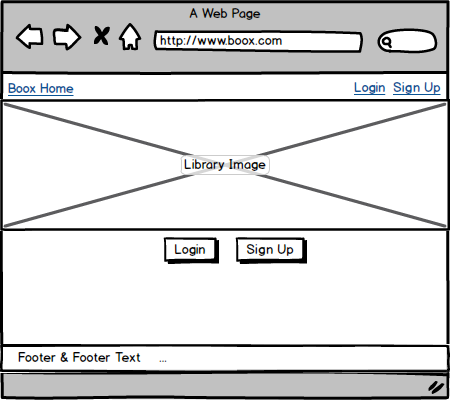 A Web Page
http://www.boox.com
Boox Home Login Sign Up
Library Image
Login Sign Up
Footer & Footer Text ...